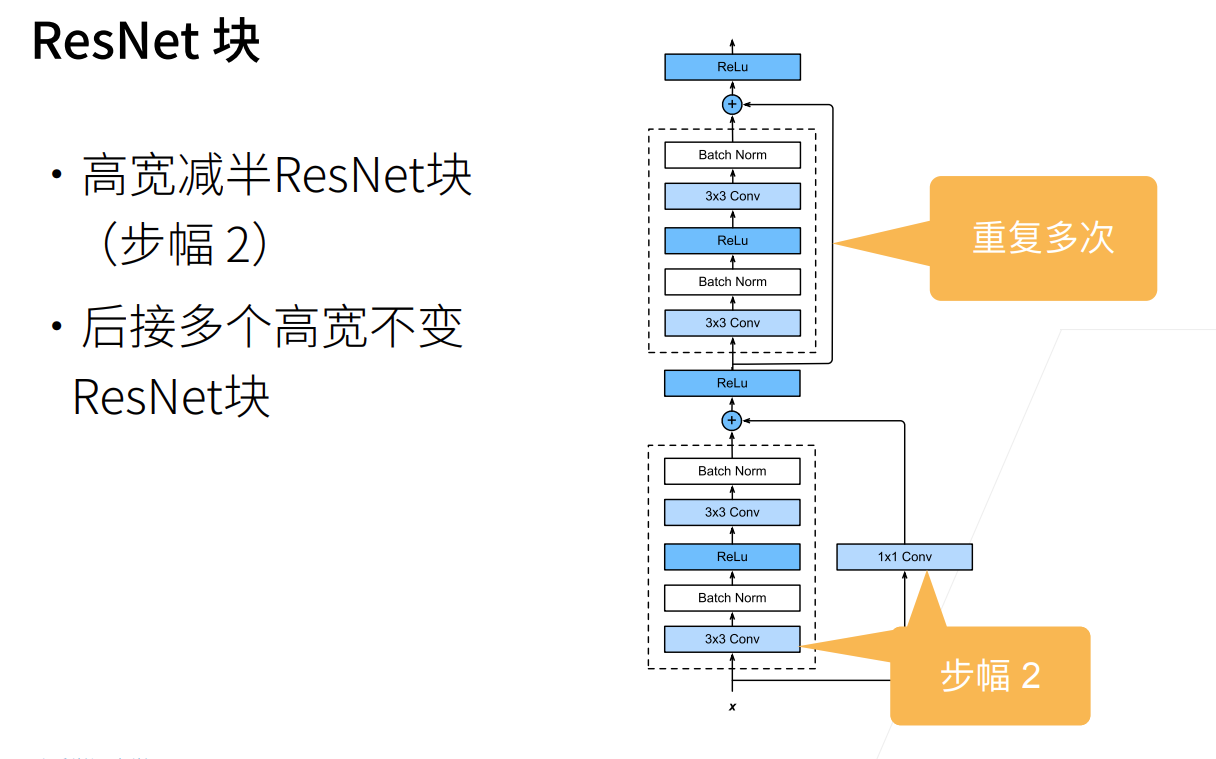 ResNet 块
• 高宽减半ResNet块
（步幅 2）
• 后接多个高宽不变
ResNet块
ReLu
+
Batch Norm
3x3 Conv
ReLu
Batch Norm
3x3 Conv
重复多次
ReLu
+
Batch Norm
3x3 Conv
ReLu
1x1 Conv
Batch Norm
3x3 Conv
步幅 2
x